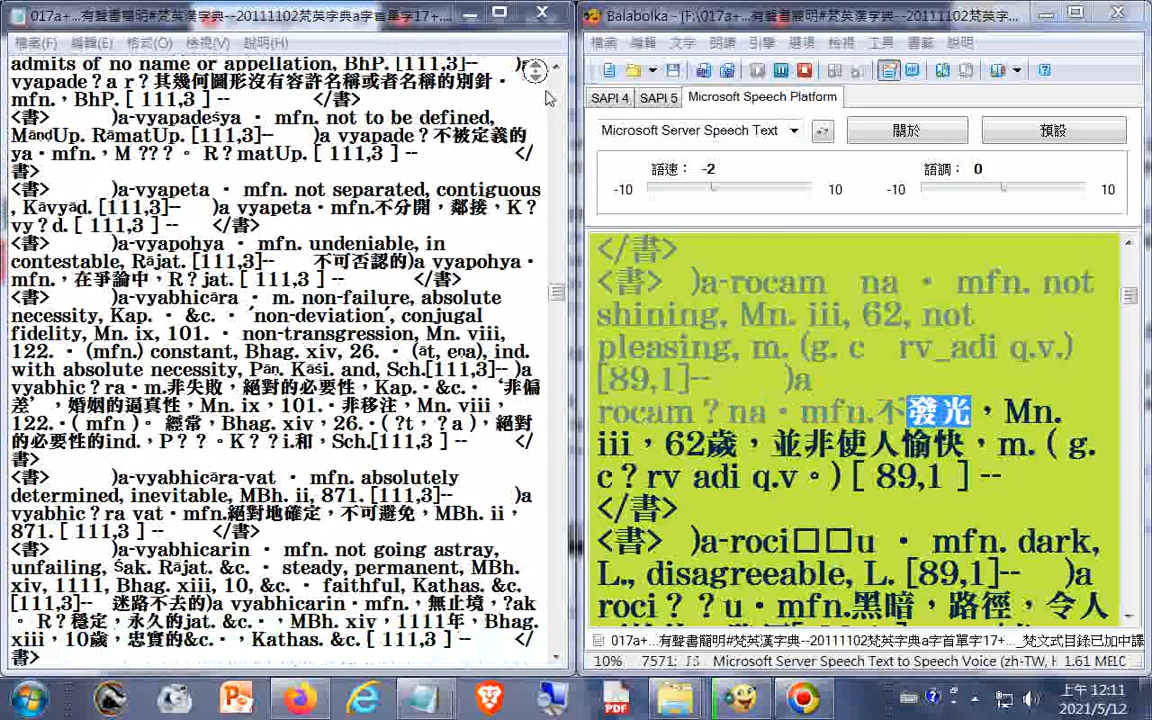 有聲書簡明#梵英漢字典--20111102梵英字典a字首單字17+...
檔案(F) 編輯(E) 格式(O) 檢視(V) 說明(H)
admits of no name or appellation, BhP. [111,3]--
vyapade？a r？其幾何圖形沒有容許名稱或者名稱的別針・
mfn.，BhP. [ 111,3 ] -- </書>
<書> )a-vyapadeśya ・ mfn. not to be defined,
MāndUp. RāmatUp. [111,3]-- )a vyapade？不被定義的
ya・mfn.，M ???。 R？matUp. [ 111,3 ] -- </
書>
<書> )a-vyapeta ・ mfn. not separated, contiguous
, Kāvyād. [111,3]-- )a vyapeta・mfn.不分開，鄰接，K？
vy？d. [ 111,3 ] -- </書>
<書> )a-vyapohya ・ mfn. undeniable, in
contestable, Rājat. [111,3]-- 不可否認的)a vyapohya・
mfn.，在爭論中，R？jat. [ 111,3 ] -- </書>
<書> )a-vyabhicāra ・ m. non-failure, absolute
necessity, Kap. ・ &c. ・ 'non-deviation', conjugal
fidelity, Mn. ix, 101. ・ non-transgression, Mn. viii,
122. ・ (mfn.) constant, Bhag. xiv, 26. ・ (āt, eṇa), ind.
with absolute necessity, Pāṇ. Kāśi. and, Sch.[111,3]--)a
vyabhic？ra・m.非失敗，絕對的必要性，Kap.・&c.・‘非偏
差’，婚姻的逼真性，Mn. ix，101.・非移注，Mn. viii，
122.・( mfn )。 經常，Bhag. xiv，26.・( ?t，?a )，絕對
的必要性的ind.，P？？。K？？i.和，Sch.[111,3 ] -- </
書>
<書> )a-vyabhicāra-vat ・ mfn. absolutely
determined, inevitable, MBh. ii, 871. [111,3]-- )a
vyabhic？ra vat・mfn.絕對地確定，不可避免，MBh. ii，
871. [ 111,3 ] -- </書>
<書> )a-vyabhicarin ・ mfn. not going astray,
unfailing, Śak. Rājat. &c. ・ steady, permanent, MBh.
xiv, 1111, Bhag. xiii, 10, &c. ・ faithful, Kathas. &c.
[111,3]-- 迷路不去的)a vyabhicarin・mfn.，無止境，?ak
。 R？穩定，永久的jat. &c.・，MBh. xiv，1111年，Bhag.
xiii，10歲，忠實的&c.・，Kathas. &c. [ 111,3 ] -- </
書>
Balabolka - [F:\017a+...有聲書簡明#梵英漢字典--20111102梵英字...
檔案 編輯 文字 朗讀 引擎 選項 檢視 工具 書籤 說明
SAPI 4 SAPI 5 Microsoft Speech Platform
Microsoft Server Speech Text 關於 預設
語速： -2 語調： 0
-10 10 -10 10
</書>
<書> )a-rocam na ・ mfn. not
shining, Mn. iii, 62, not
pleasing, m. (g. c rv_adi q.v.)
[89,1]-- )a
rocam？na・mfn.不發光，Mn.
iii，62歲，並非使人愉快，m. ( g.
c？rv adi q.v。) [ 89,1 ] --
</書>
<書> )a-roci□□u ・ mfn. dark,
L., disagreeable, L. [89,1]-- )a
roci？？u・mfn.黑暗，路徑，令人
017a+...有聲書簡明#梵英漢字典--20111102梵英字典a字首單字17+..._梵文式目錄已加中譯
10% Microsoft Server Speech Text to Speech Voice (zh-TW, H
PDF
上午 12:11
2021/5/12